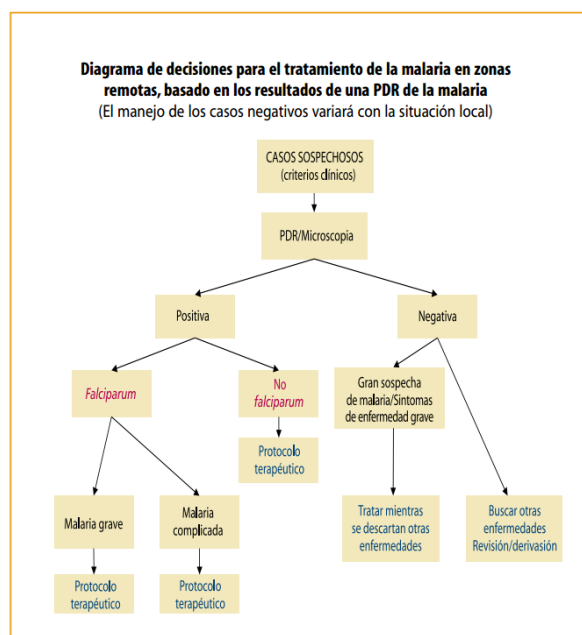 Diagrama de decisiones para el tratamiento de la malaria en zonas
remotas, basado en los resultados de una PDR de la malaria
(El manejo de los casos negativos variará con la situación local)
CASOS SOSPECHOSOS
(criterios clínicos)
PDR/Microscopia
Positiva
Negativa
Falciparum
No
falciparum
Gran sospecha
de malaria/Sintomas
de enfermedad grave
Protocolo
terapéutico
Malaria grave
Malaria
complicada
Tratar mientras
se descartan otras
enfermedades
Buscar otras
enfermedades
Revisión/derivasión
Protocolo
terapéutico
Protocolo
terapéutico